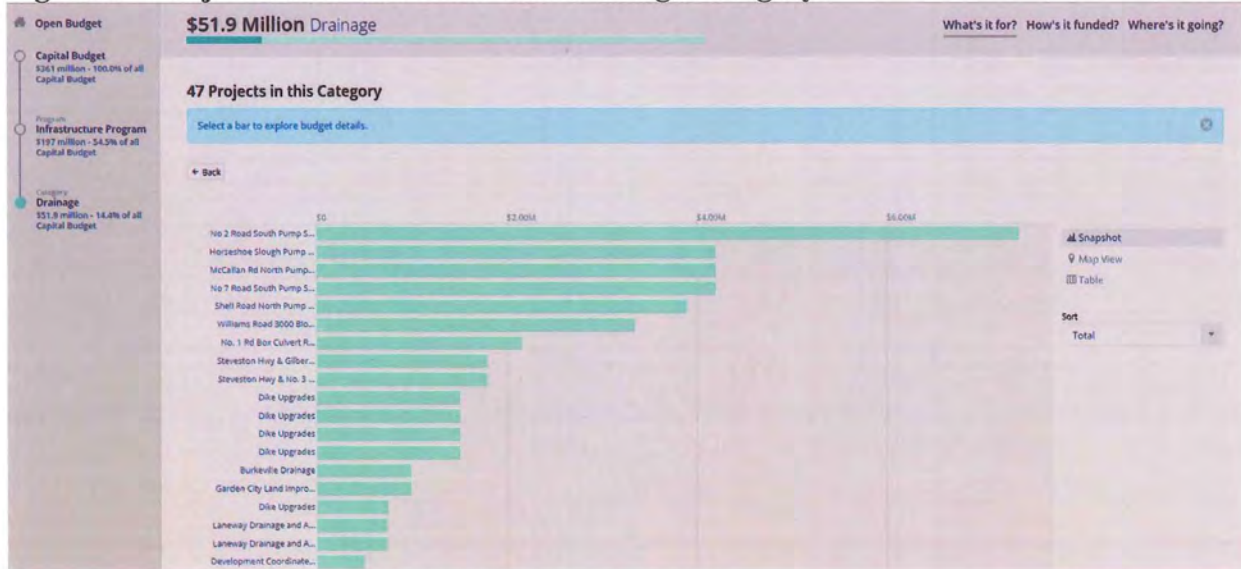 Open Budget
Capital Budget
$361 million - 100.0% of all
Capital Budget
Program
Infrastructure Program
$197 million - 54.5% of all
Capital Budget
Category
Drainage
$51.9 million - 14.4% of all
Capital Budget
$51.9 Million Drainage
What's it for? How's it funded? Where's it going?
47 Projects in this Category
Select a bar to explore budget details.
← Back
$0 $2.00M $4.00M $6.00M
No 2 Road South Pump S...
Horseshoe Slough Pump ...
McCallan Rd North Pump...
No 7 Road South Pump S...
Shell Road North Pump ...
Williams Road 3000 Blo...
No. 1 Rd Box Culvert R...
Steveston Hwy & Gilber...
Steveston Hwy & No. 3 ...
Dike Upgrades
Dike Upgrades
Dike Upgrades
Dike Upgrades
Burkeville Drainage
Garden City Land Impro...
Dike Upgrades
Laneway Drainage and A...
Laneway Drainage and A...
Development Coordinate...
Snapshot
Map View
Table
Sort
Total